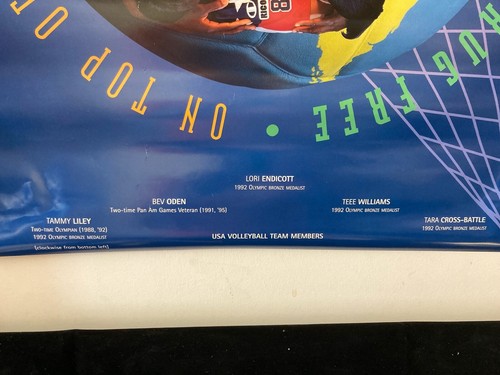 ON TOP OF
• DRUG FREE
LORI ENDICOTT
1992 OLYMPIC BRONZE MEDALIST
BEV ODEN
Two-time Pan Am Games Veteran (1991, '95)
TEEE WILLIAMS
1992 OLYMPIC BRONZE MEDALIST
TAMMY LILEY
TWO-TIME OLYMPIAN (1988, '92)
1992 OLYMPIC BRONZE MEDALIST
TARA CROSS-BATTLE
1992 OLYMPIC BRONZE MEDALIST
USA VOLLEYBALL TEAM MEMBERS
(clockwise from bottom left)